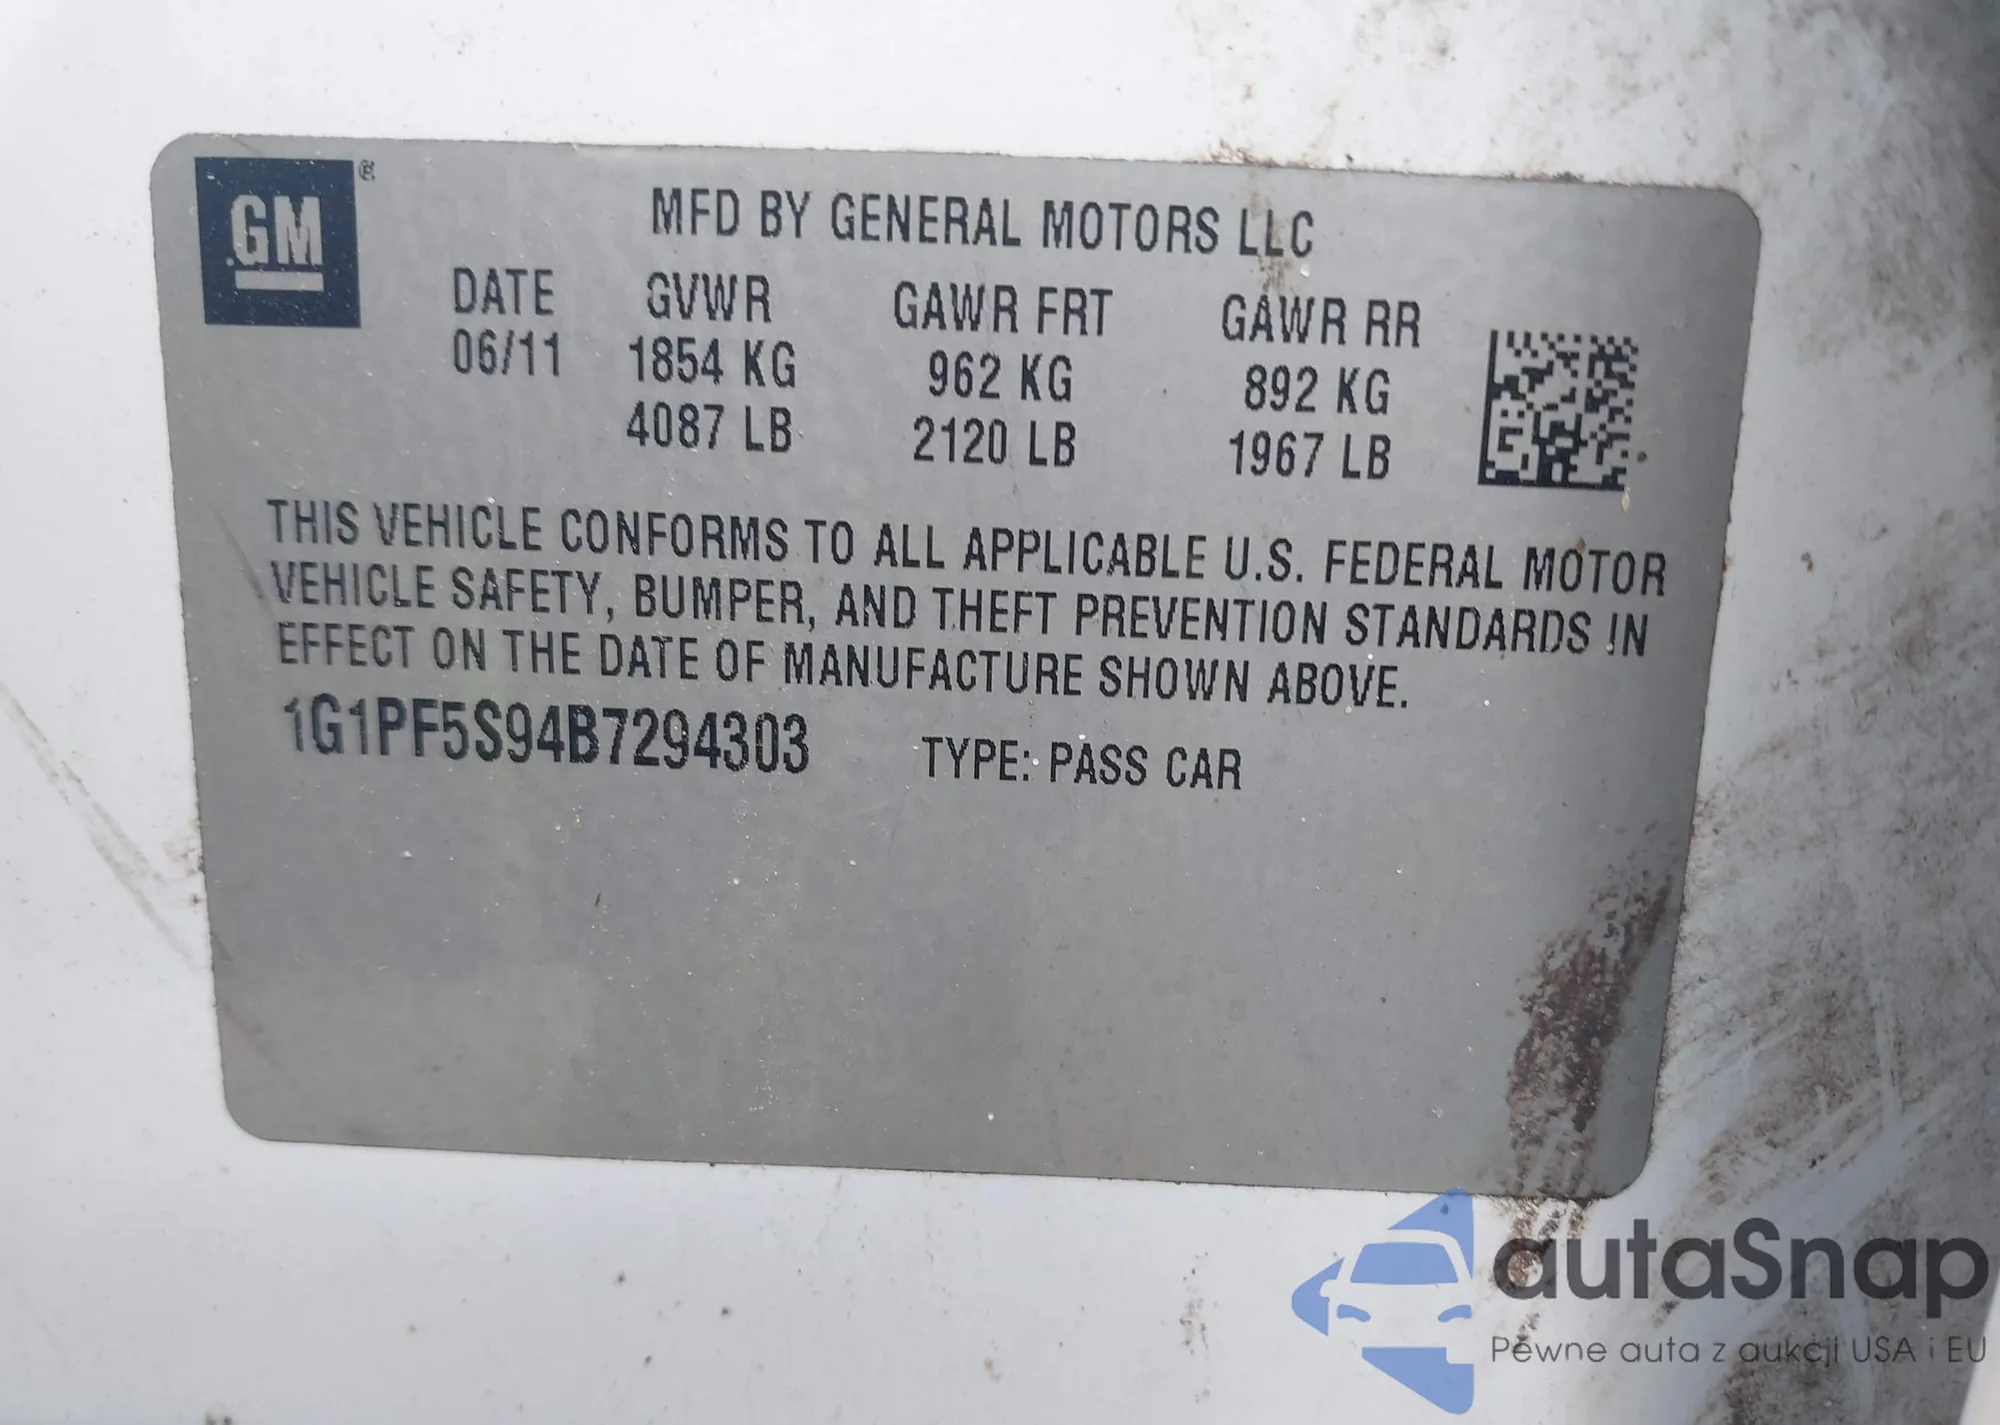 GM ®
MFD BY GENERAL MOTORS LLC
DATE GVWR GAWR FRT GAWR RR
06/11 1854 KG 962 KG 892 KG
4087 LB 2120 LB 1967 LB
THIS VEHICLE CONFORMS TO ALL APPLICABLE U.S. FEDERAL MOTOR
VEHICLE SAFETY, BUMPER, AND THEFT PREVENTION STANDARDS IN
EFFECT ON THE DATE OF MANUFACTURE SHOWN ABOVE.
1G1PF5S94B7294303 TYPE: PASS CAR
autaSnap
Pewne auta z aukcji USA i EU